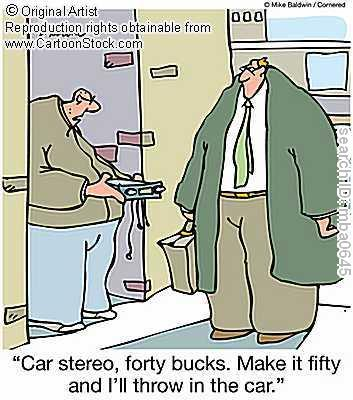 © Original Artist
© Mike Baldwin / Cornered
Reproduction rights obtainable from
www.CartoonStock.com
search ID: mba0645
“Car stereo, forty bucks. Make it fifty
and I’ll throw in the car.”